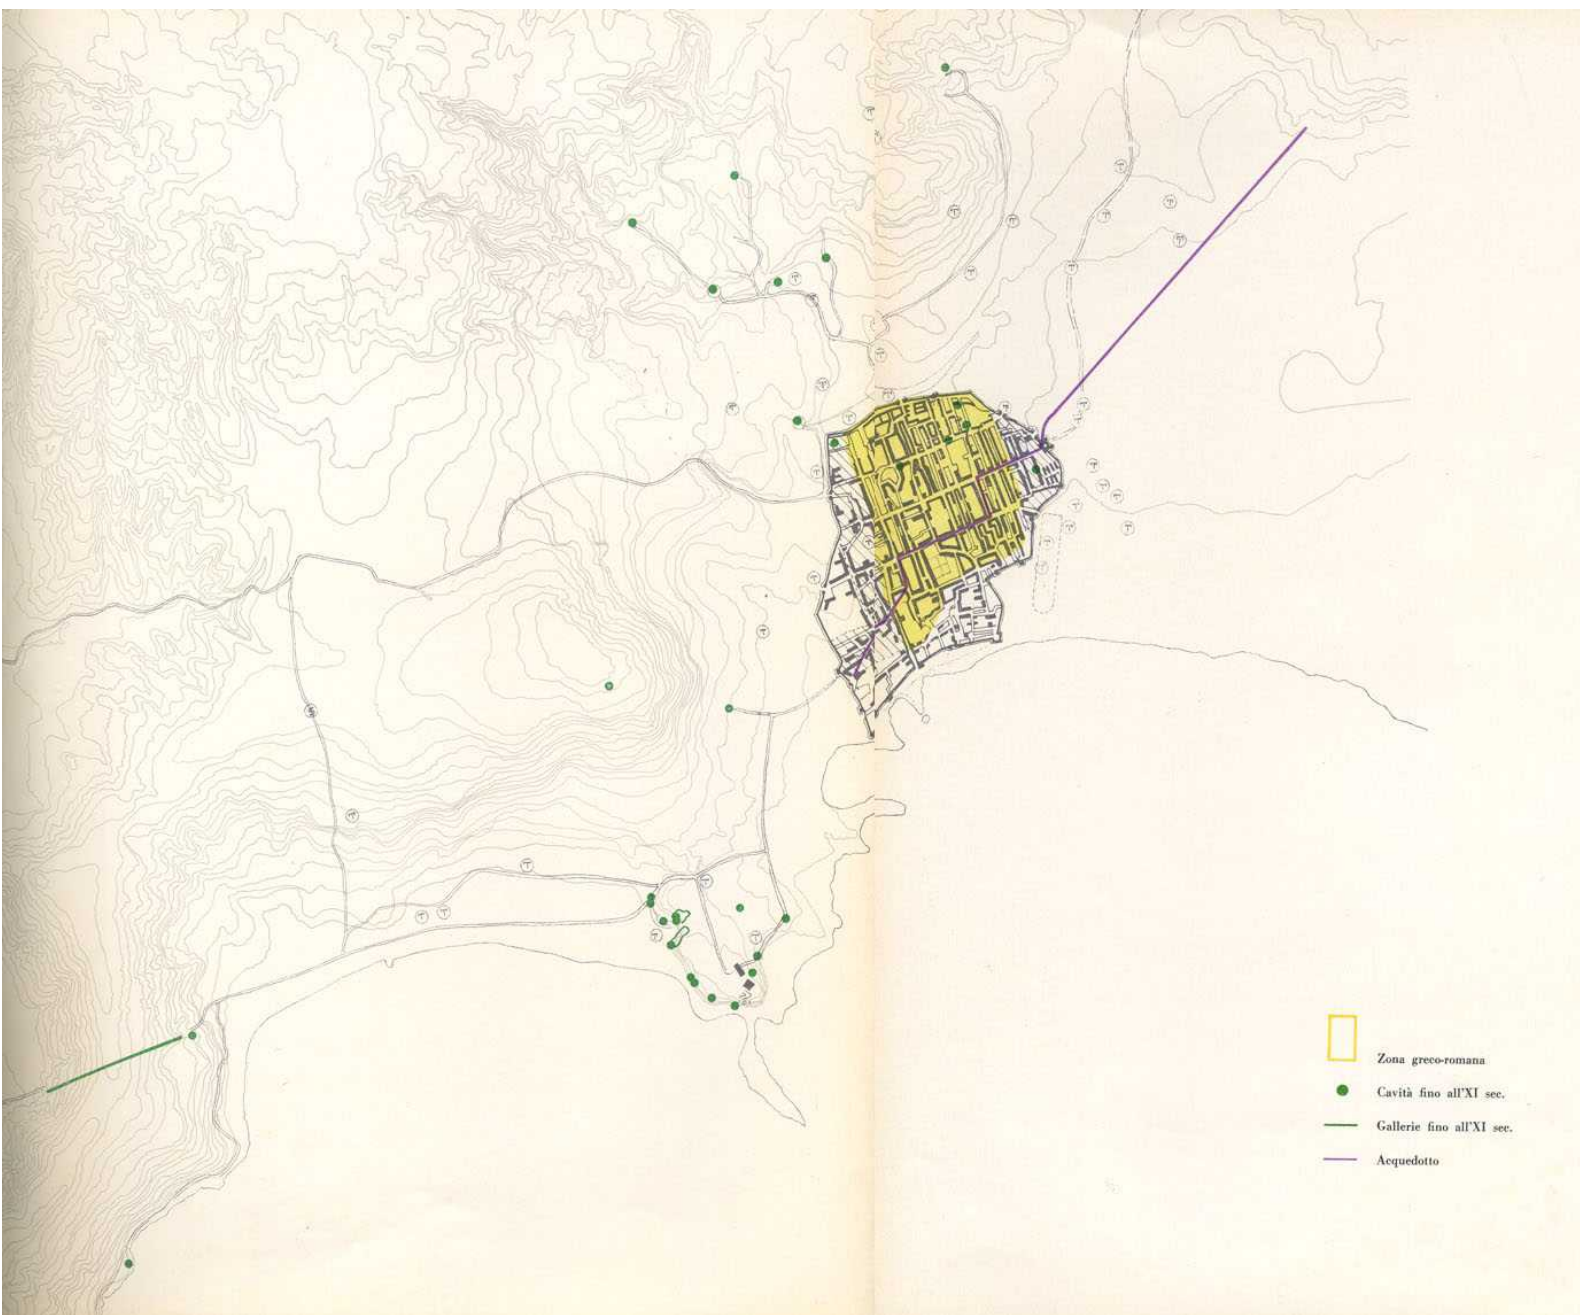 Zona greco-romana
Cavità fino all'XI sec.
Gallerie fino all'XI sec.
Acquedotto